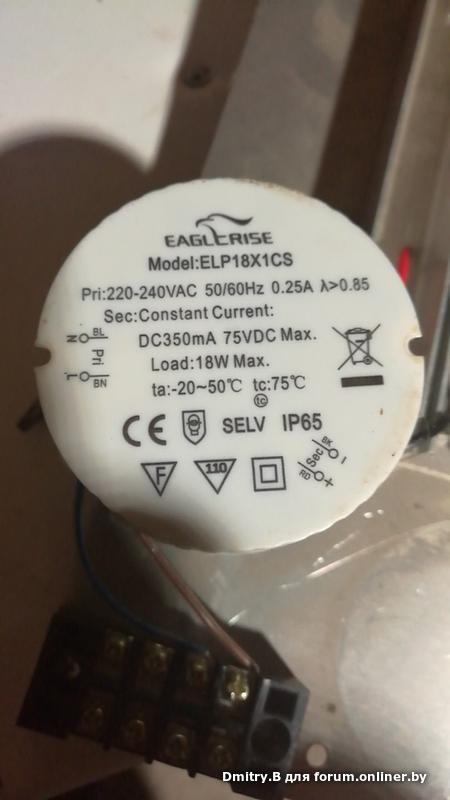 EAGLERISE
Model:ELP18X1CS
Pri:220-240VAC 50/60Hz 0.25A λ>0.85
Sec:Constant Current:
DC350mA 75VDC Max.
Load:18W Max.
ta:-20~50℃ tc:75℃
tc
N BL
Pri
L BN
CE SELV IP65
F 110
Sec
BK -
RD +
Dmitry.B для forum.onliner.by